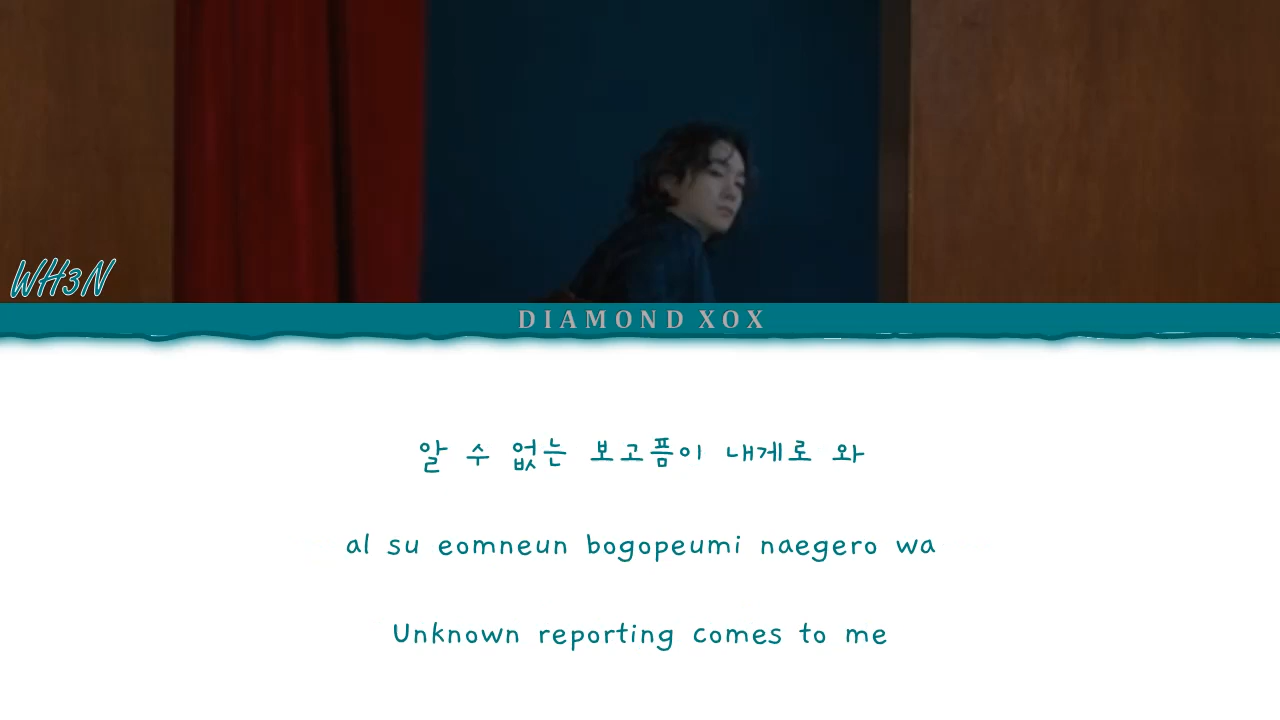 WH3N
DIAMOND XOX
알 수 없는 보고픔이 내게로 와
al su eomneun bogopeumi naegero wa
Unknown reporting comes to me